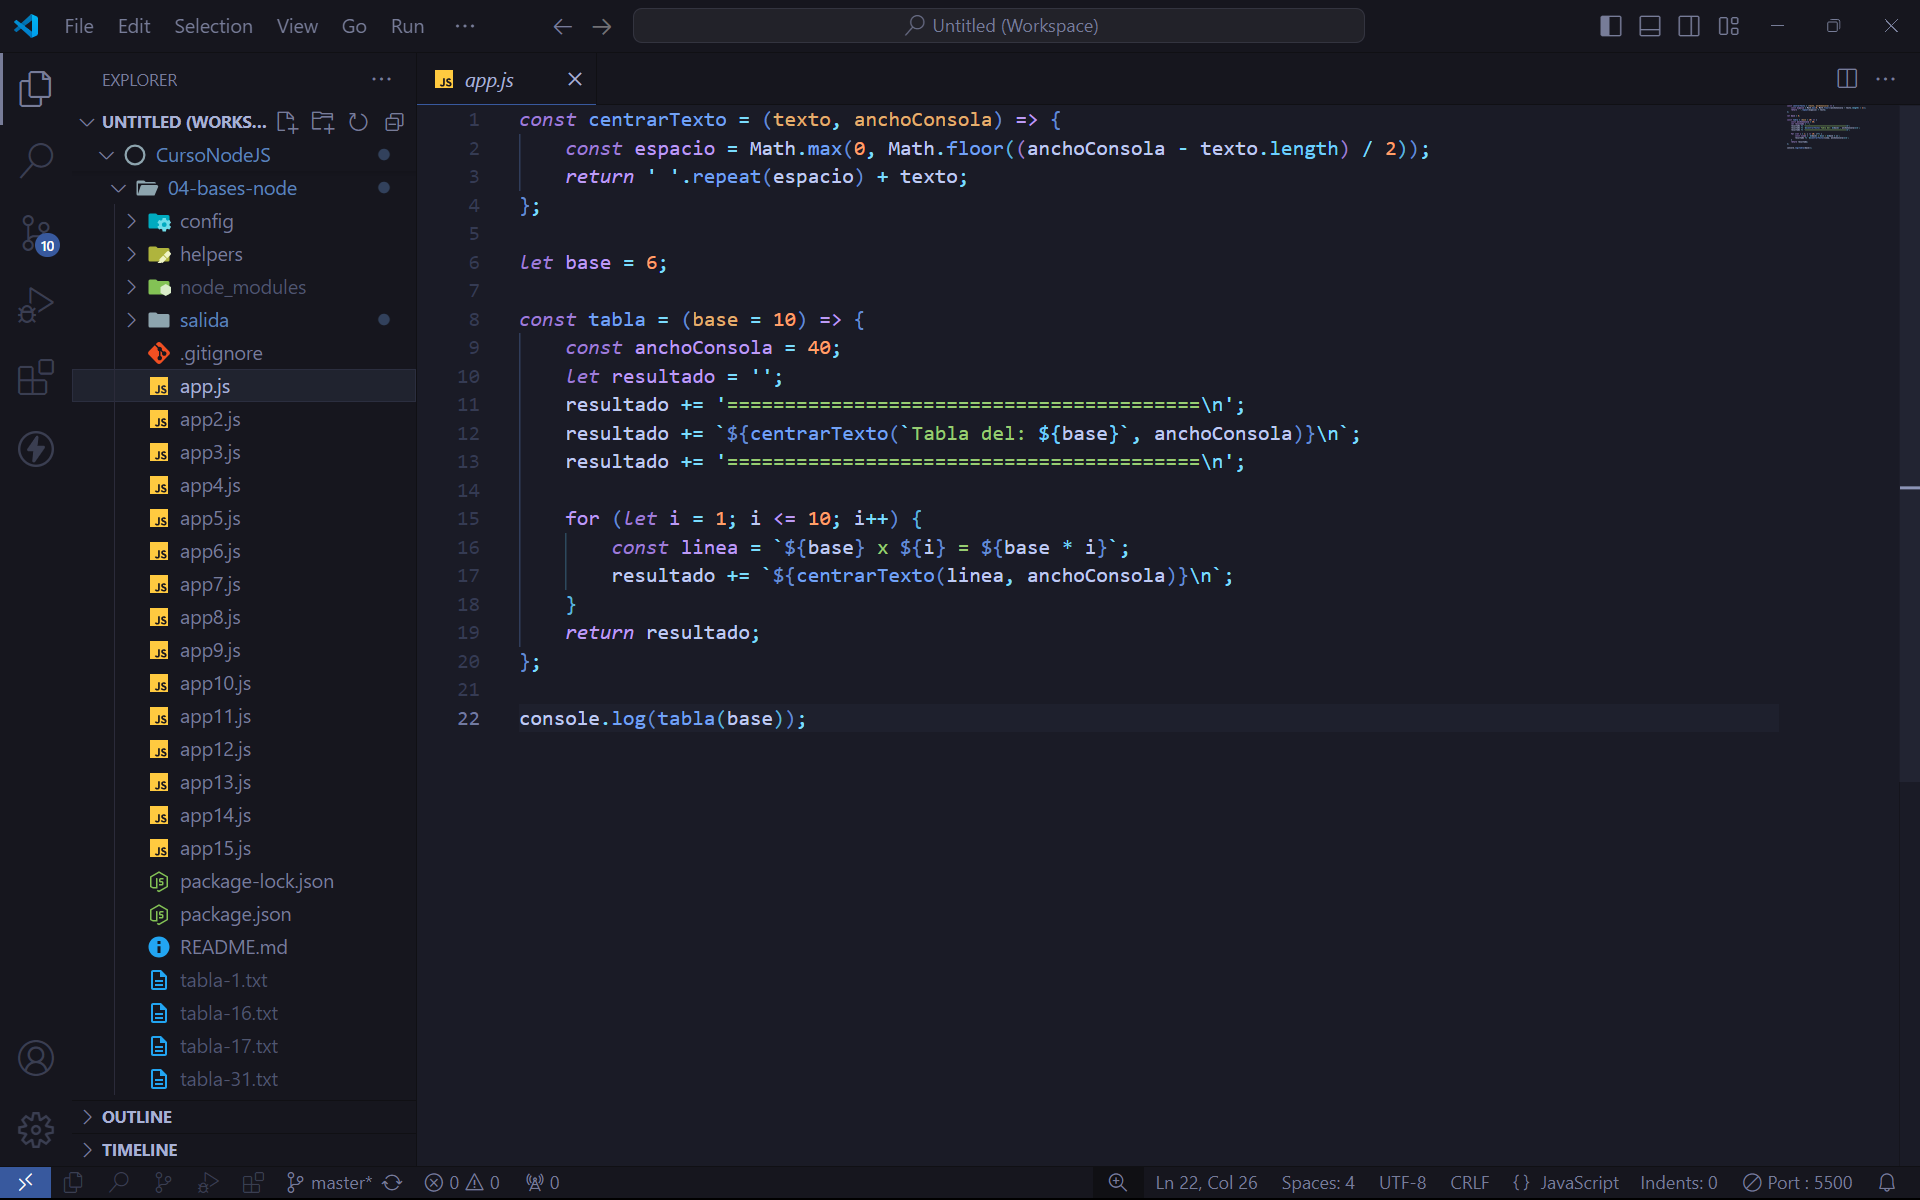 File Edit Selection View Go Run ··· Untitled (Workspace)
EXPLORER ···
UNTITLED (WORKS...
CursoNodeJS
04-bases-node
config
helpers
node_modules
salida
.gitignore
app.js
app2.js
app3.js
app4.js
app5.js
app6.js
app7.js
app8.js
app9.js
app10.js
app11.js
app12.js
app13.js
app14.js
app15.js
package-lock.json
package.json
README.md
tabla-1.txt
tabla-16.txt
tabla-17.txt
tabla-31.txt
OUTLINE
TIMELINE
10
JS app.js
1 const centrarTexto = (texto, anchoConsola) => {
2     const espacio = Math.max(0, Math.floor((anchoConsola - texto.length) / 2));
3     return ' '.repeat(espacio) + texto;
4 };
5
6 let base = 6;
7
8 const tabla = (base = 10) => {
9     const anchoConsola = 40;
10     let resultado = '';
11     resultado += '=========================================\n';
12     resultado += `${centrarTexto(`Tabla del: ${base}`, anchoConsola)}\n`;
13     resultado += '=========================================\n';
14
15     for (let i = 1; i <= 10; i++) {
16         const linea = `${base} x ${i} = ${base * i}`;
17         resultado += `${centrarTexto(linea, anchoConsola)}\n`;
18     }
19     return resultado;
20 };
21
22 console.log(tabla(base));
master* 0 0 0 Ln 22, Col 26 Spaces: 4 UTF-8 CRLF {} JavaScript Indents: 0 Port : 5500